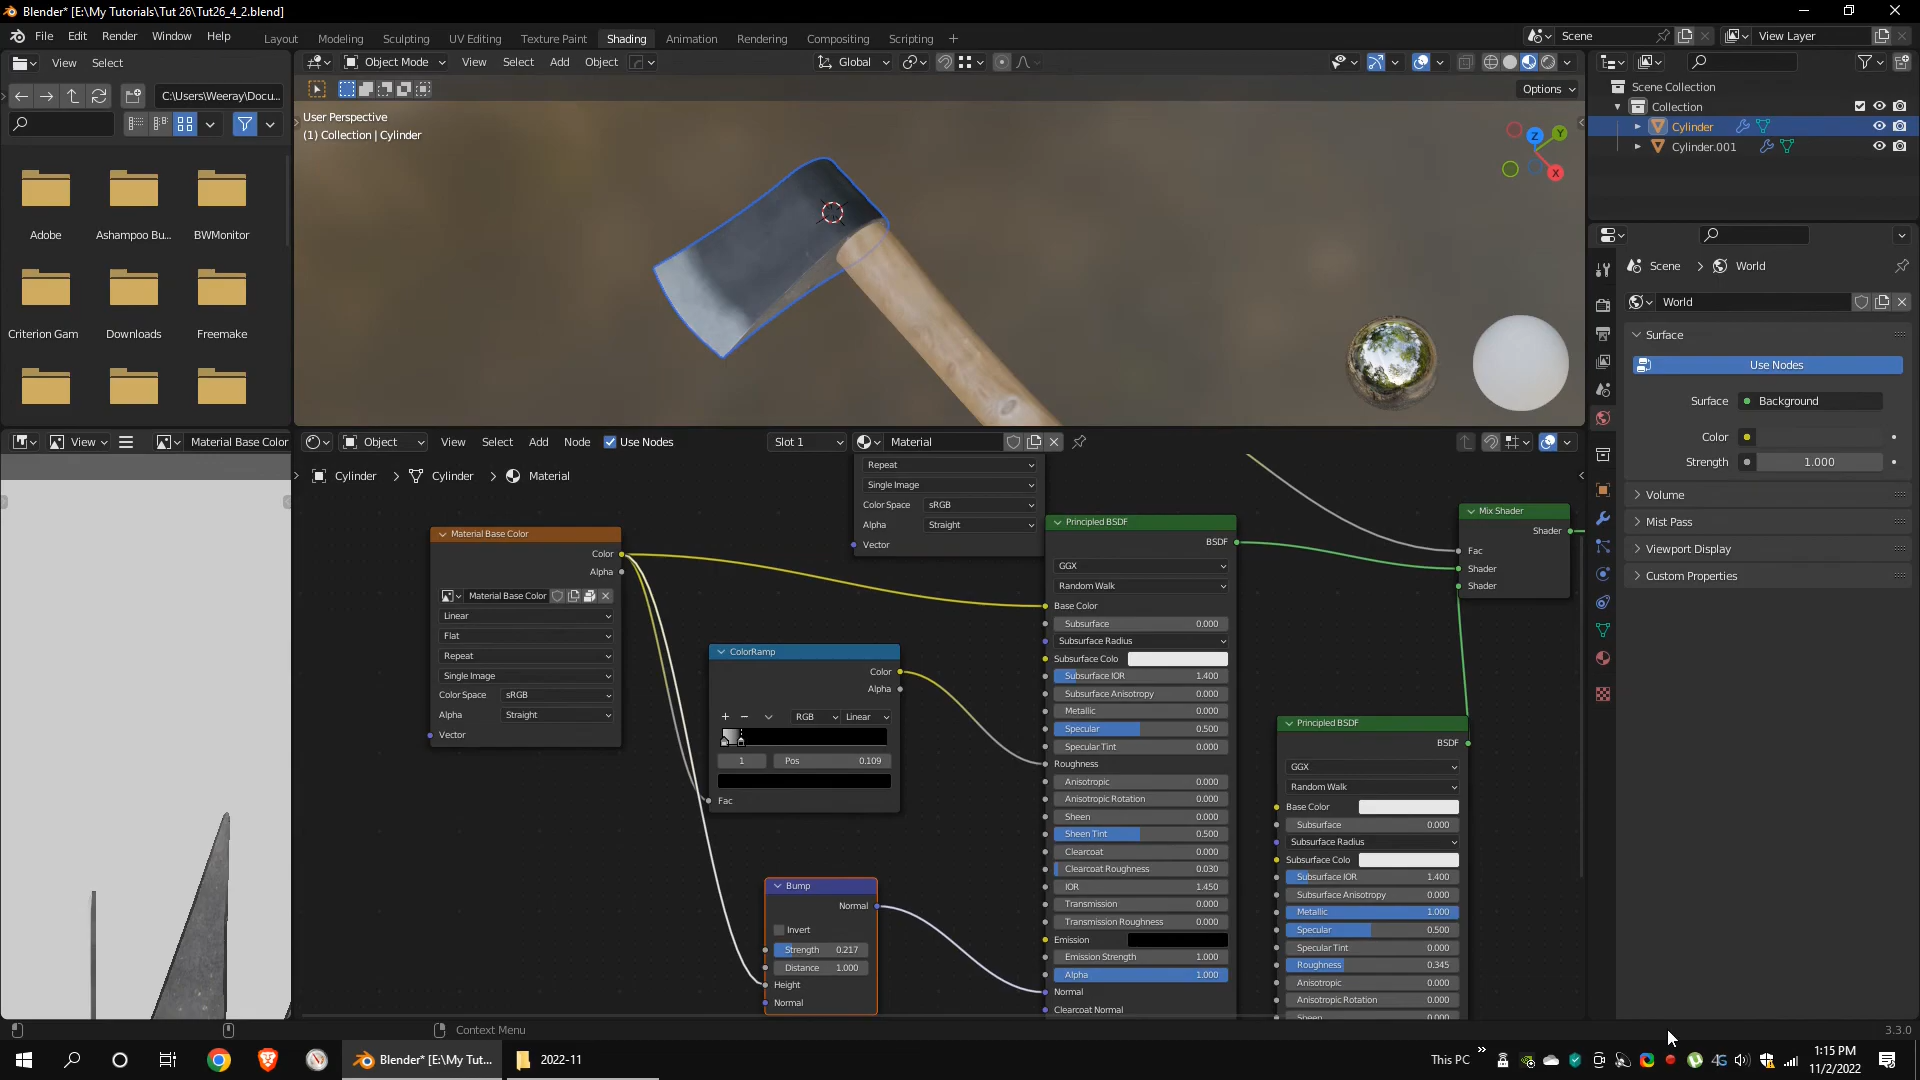 Blender* [E:\My Tutorials\Tut 26\Tut26_4_2.blend]
File Edit Render Window Help
Layout Modeling Sculpting UV Editing Texture Paint Shading Animation Rendering Compositing Scripting
Scene
View Layer
View Select
Object Mode View Select Add Object
Global
C:\Users\Weeray\Docu...
Options
Adobe
Ashampoo Bu...
BWMonitor
Criterion Gam
Downloads
Freemake
User Perspective
(1) Collection | Cylinder
Z
Y
X
Scene Collection
Collection
Cylinder
Cylinder.001
Scene > World
World
Surface
Use Nodes
Surface Background
Color
Strength 1.000
Volume
Mist Pass
Viewport Display
Custom Properties
View
Material Base Color
Object View Select Add Node Use Nodes
Slot 1
Material
Cylinder > Cylinder > Material
Repeat
Single Image
Color Space sRGB
Alpha Straight
Vector
Material Base Color
Color
Alpha
Material Base Color
Linear
Flat
Repeat
Single Image
Color Space sRGB
Alpha Straight
Vector
ColorRamp
Color
Alpha
RGB Linear
1 Pos 0.109
Fac
Bump
Normal
Invert
Strength 0.217
Distance 1.000
Height
Normal
Principled BSDF
BSDF
GGX
Random Walk
Base Color
Subsurface 0.000
Subsurface Radius
Subsurface Colo
Subsurface IOR 1.400
Subsurface Anisotropy 0.000
Metallic 0.000
Specular 0.500
Specular Tint 0.000
Roughness
Anisotropic 0.000
Anisotropic Rotation 0.000
Sheen 0.000
Sheen Tint 0.500
Clearcoat 0.000
Clearcoat Roughness 0.030
IOR 1.450
Transmission 0.000
Transmission Roughness 0.000
Emission
Emission Strength 1.000
Alpha 1.000
Normal
Clearcoat Normal
Mix Shader
Shader
Fac
Shader
Shader
Principled BSDF
BSDF
GGX
Random Walk
Base Color
Subsurface 0.000
Subsurface Radius
Subsurface Colo
Subsurface IOR 1.400
Subsurface Anisotropy 0.000
Metallic 1.000
Specular 0.500
Specular Tint 0.000
Roughness 0.345
Anisotropic 0.000
Anisotropic Rotation 0.000
Sheen 0.000
Context Menu
3.3.0
Blender* [E:\My Tut...
2022-11
This PC
4G
1:15 PM
11/2/2022